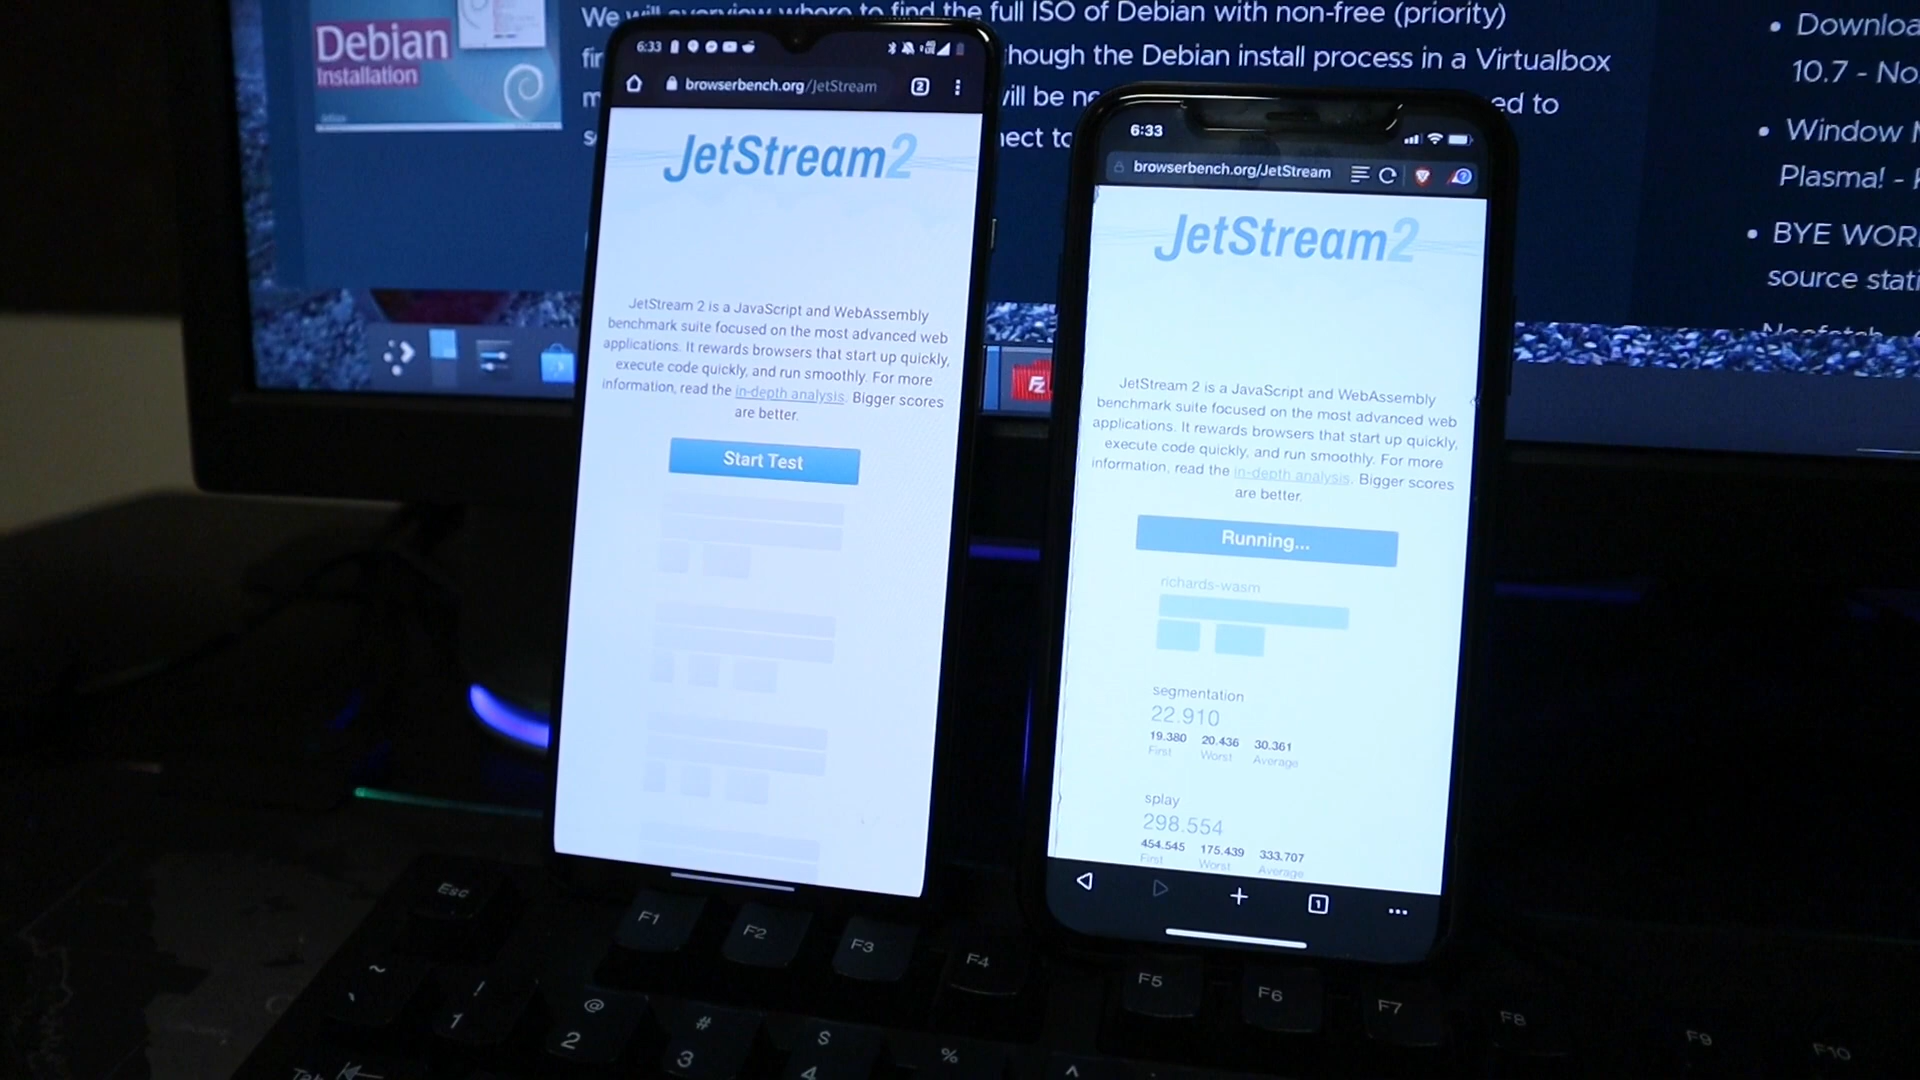 Debian
Installation
We will overview where to find the full ISO of Debian with non-free (priority)
hough the Debian install process in a Virtualbox
ed to
Downloa
10.7 - No
Window
Plasma! -
BYE WOR
source stati
6:33
browserbench.org/JetStream
2
JetStream2
JetStream 2 is a JavaScript and WebAssembly
benchmark suite focused on the most advanced web
applications. It rewards browsers that start up quickly,
execute code quickly, and run smoothly. For more
information, read the in-depth analysis. Bigger scores
are better.
Start Test
6:33
browserbench.org/JetStream
JetStream2
JetStream 2 is a JavaScript and WebAssembly
benchmark suite focused on the most advanced web
applications. It rewards browsers that start up quickly,
execute code quickly, and run smoothly. For more
information, read the in-depth analysis. Bigger scores
are better.
Running...
richards-wasm
segmentation
22.910
19.380 20.436 30.361
First Worst Average
splay
298.554
454.545 175.439 333.707
First Worst Average
1
Fz
Esc F1 F2 F3 F4 F5 F6 F7 F8 F9 F10
~ ! @ # $ % ^
` 1 2 3 4